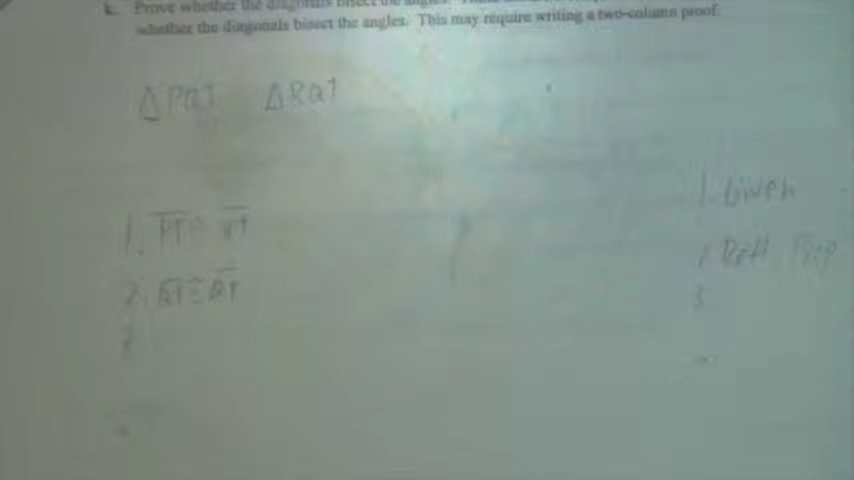 k. Prove whether the diagonals bisect the angles.
whether the diagonals bisect the angles. This may require writing a two-column proof.
△PQT △RQT
1. Given
2. Refl Prop
1. PT ≅
2. QT ≅ QT
3
3